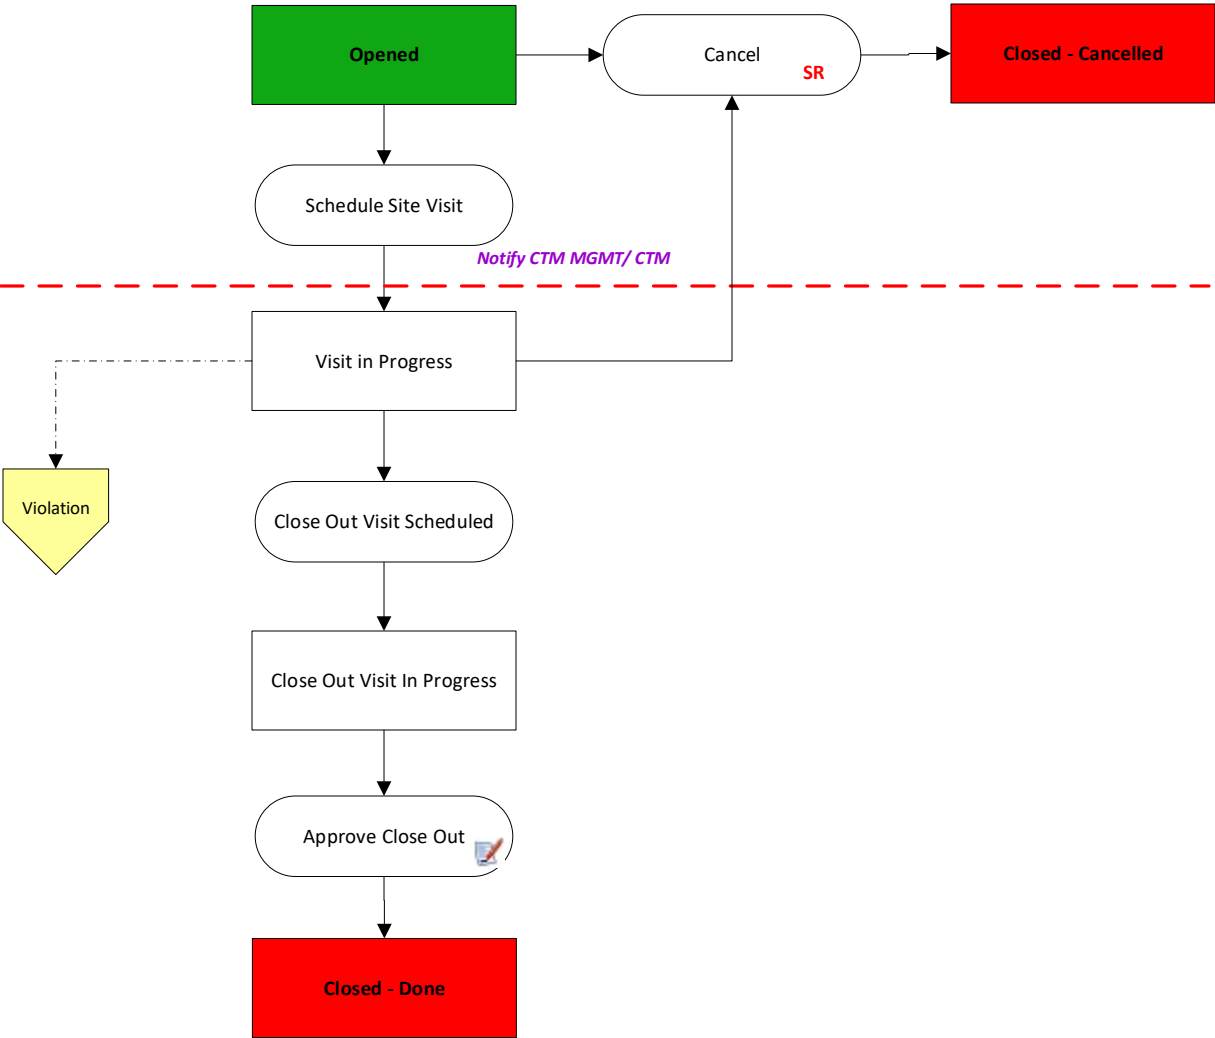 Opened
Cancel
SR
Closed - Cancelled
Schedule Site Visit
Notify CTM MGMT/ CTM
Visit in Progress
Violation
Close Out Visit Scheduled
Close Out Visit In Progress
Approve Close Out
Closed - Done